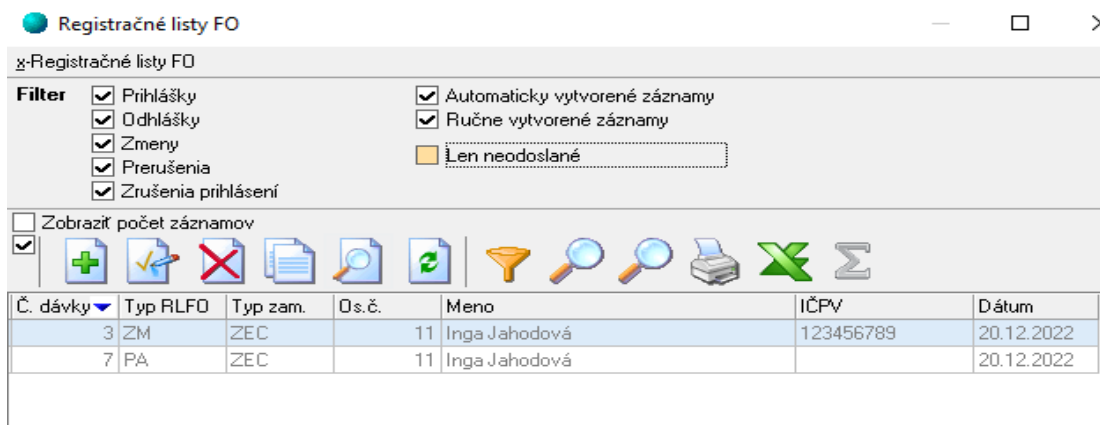 Registračné listy FO
x-Registračné listy FO
Filter
Prihlášky
Automaticky vytvorené záznamy
Odhlášky
Ručne vytvorené záznamy
Zmeny
Len neodoslané
Prerušenia
Zrušenia prihlásení
Zobraziť počet záznamov
Č. dávky Typ RLFO Typ zam. Os.č. Meno IČPV Dátum
3 ZM ZEC 11 Inga Jahodová 123456789 20.12.2022
7 PA ZEC 11 Inga Jahodová 20.12.2022